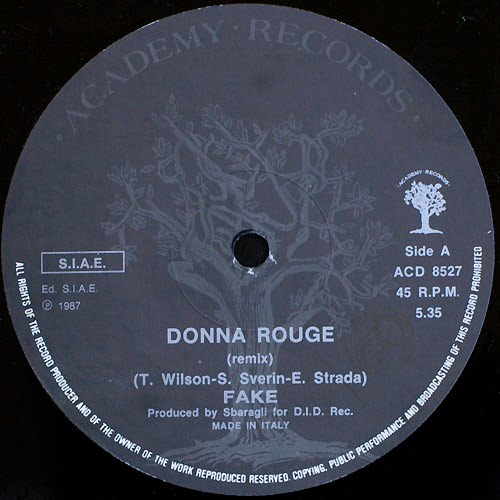 · ACADEMY · RECORDS ·
· ACADEMY · RECORDS ·
Side A
S.I.A.E.
ACD 8527
Ed. S.I.A.E.
45 R.P.M.
℗ 1987
5.35
DONNA ROUGE
(remix)
(T. Wilson-S. Sverin-E. Strada)
FAKE
Produced by Sbaragli for D.I.D. Rec.
MADE IN ITALY
ALL RIGHTS OF THE RECORD PRODUCER AND OF THE OWNER OF THE WORK REPRODUCED RESERVED. COPYING, PUBLIC PERFORMANCE AND BROADCASTING OF THIS RECORD PROHIBITED